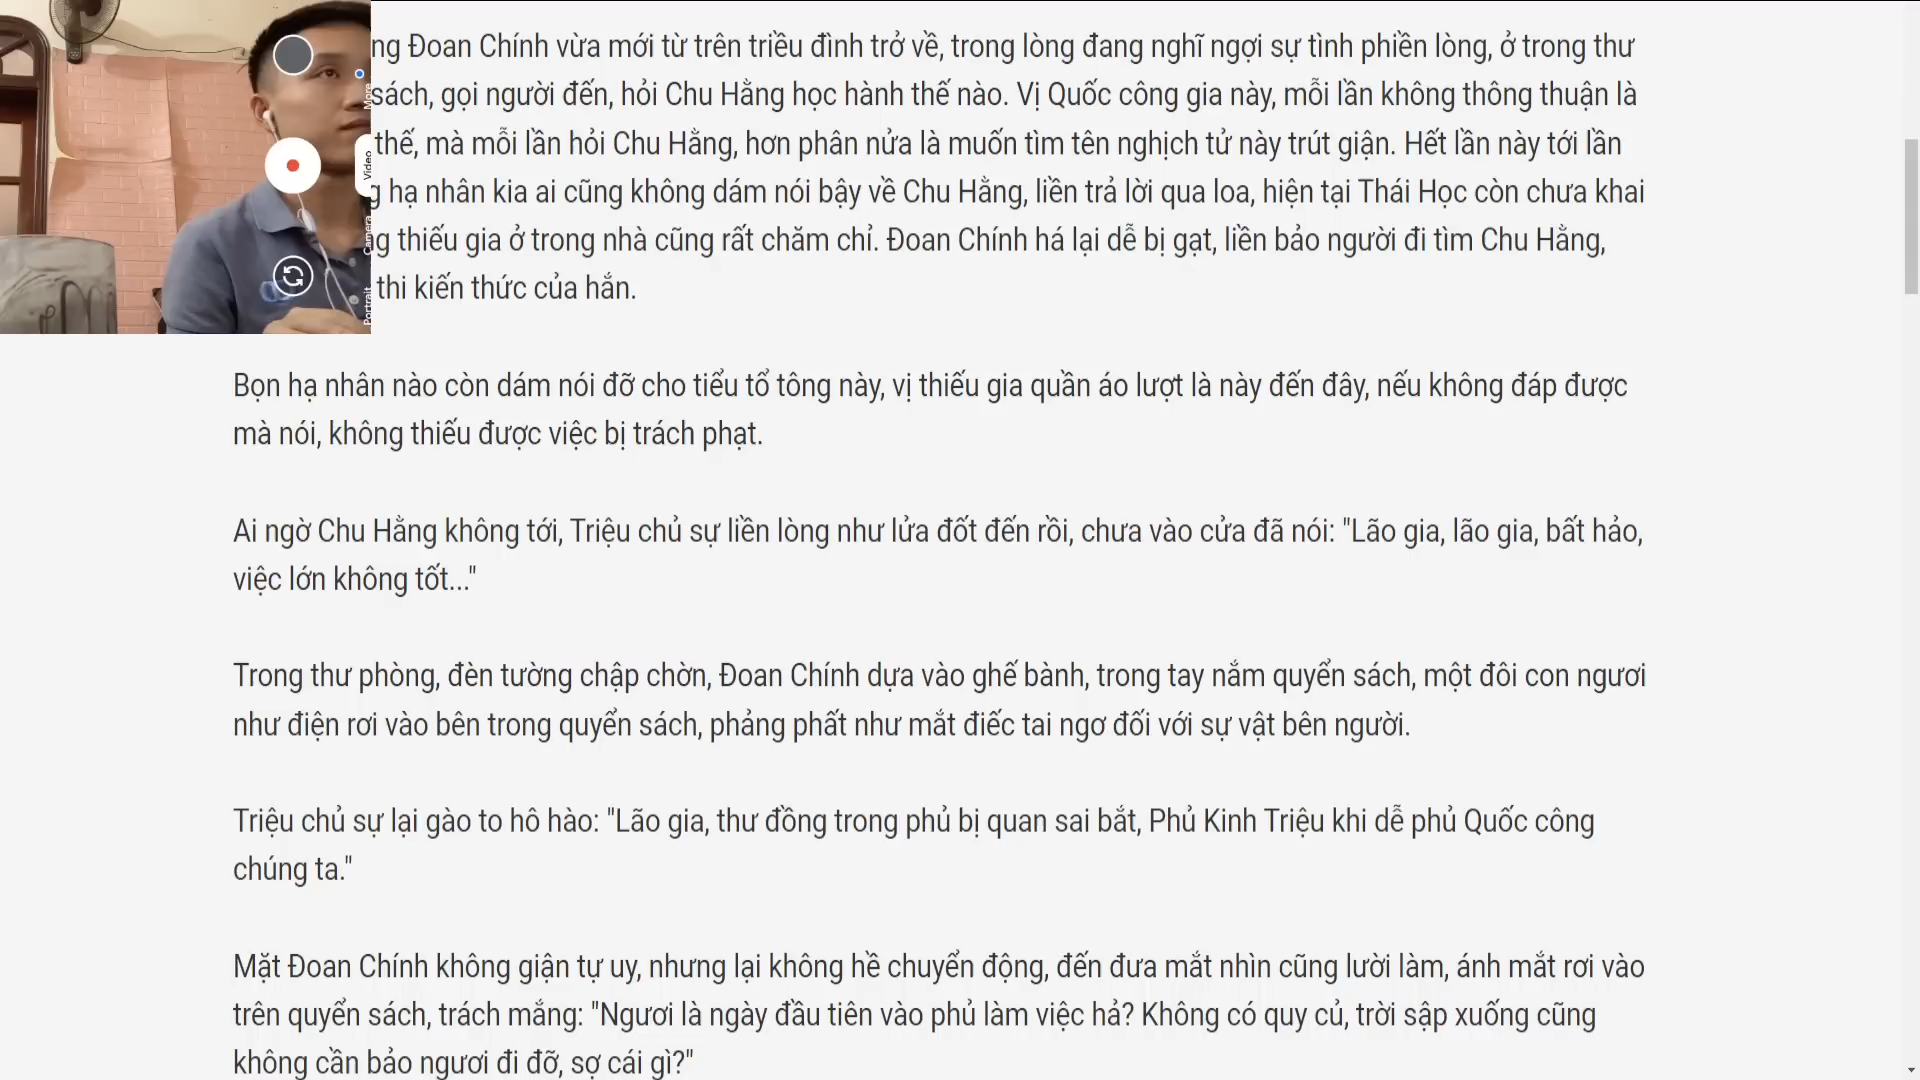 ng Đoan Chính vừa mới từ trên triều đình trở về, trong lòng đang nghĩ ngợi sự tình phiền lòng, ở trong thư
sách, gọi người đến, hỏi Chu Hằng học hành thế nào. Vị Quốc công gia này, mỗi lần không thông thuận là
thế, mà mỗi lần hỏi Chu Hằng, hơn phân nửa là muốn tìm tên nghịch tử này trút giận. Hết lần này tới lần
g hạ nhân kia ai cũng không dám nói bậy về Chu Hằng, liền trả lời qua loa, hiện tại Thái Học còn chưa khai
g thiếu gia ở trong nhà cũng rất chăm chỉ. Đoan Chính há lại dễ bị gạt, liền bảo người đi tìm Chu Hằng,
thi kiến thức của hắn.
More
Video
Camera
Portrait
Bọn hạ nhân nào còn dám nói đỡ cho tiểu tổ tông này, vị thiếu gia quần áo lượt là này đến đây, nếu không đáp được
mà nói, không thiếu được việc bị trách phạt.
Ai ngờ Chu Hằng không tới, Triệu chủ sự liền lòng như lửa đốt đến rồi, chưa vào cửa đã nói: "Lão gia, lão gia, bất hảo,
việc lớn không tốt..."
Trong thư phòng, đèn tường chập chờn, Đoan Chính dựa vào ghế bành, trong tay nắm quyển sách, một đôi con ngươi
như điện rơi vào bên trong quyển sách, phảng phất như mắt điếc tai ngơ đối với sự vật bên người.
Triệu chủ sự lại gào to hô hào: "Lão gia, thư đồng trong phủ bị quan sai bắt, Phủ Kinh Triệu khi dễ phủ Quốc công
chúng ta."
Mặt Đoan Chính không giận tự uy, nhưng lại không hề chuyển động, đến đưa mắt nhìn cũng lười làm, ánh mắt rơi vào
trên quyển sách, trách mắng: "Ngươi là ngày đầu tiên vào phủ làm việc hả? Không có quy củ, trời sập xuống cũng
không cần bảo ngươi đi đỡ, sợ cái gì?"